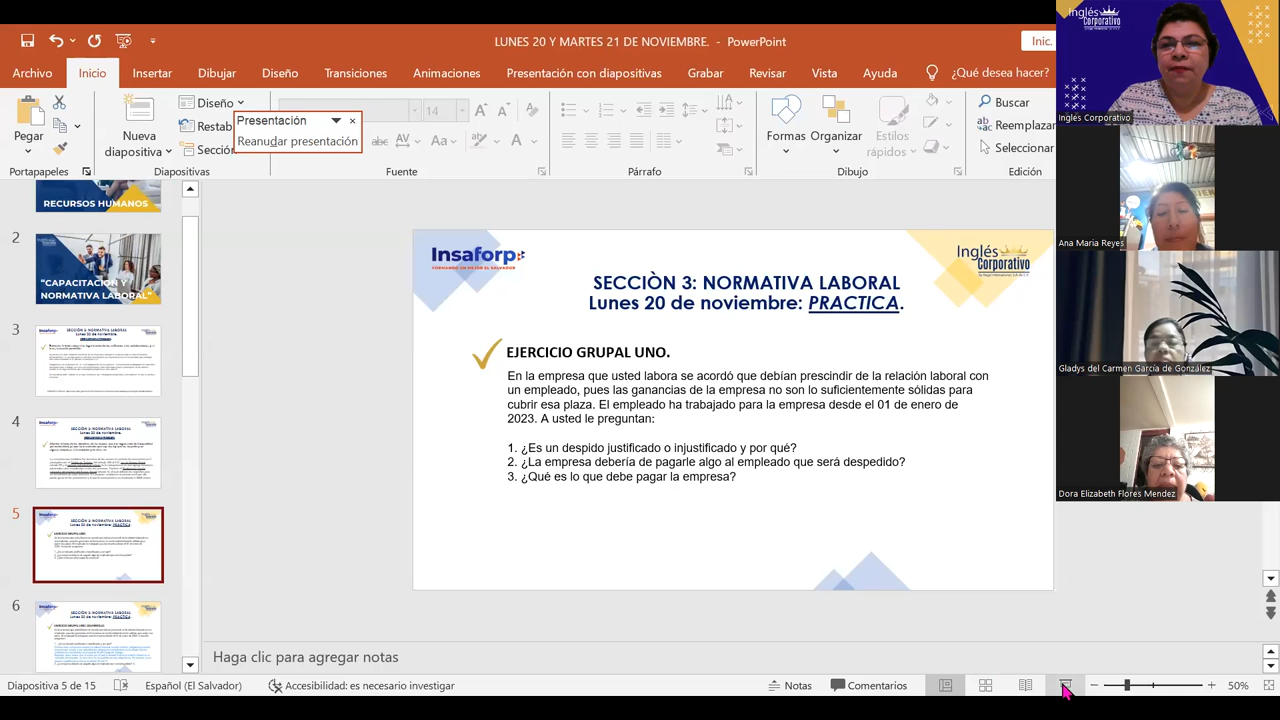 LUNES 20 Y MARTES 21 DE NOVIEMBRE. - PowerPoint
Inic.
Archivo Inicio Insertar Dibujar Diseño Transiciones Animaciones Presentación con diapositivas Grabar Revisar Vista Ayuda ¿Qué desea hacer?
Pegar
Nueva diapositiva
Diseño
Restab
Sección
Presentación
Reanudar presentación
14
Formas Organizar Estilos rápidos
Buscar
Reemplazar
Seleccionar
Portapapeles Diapositivas Fuente Párrafo Dibujo Edición
RECURSOS HUMANOS
2
"CAPACITACIÓN Y
NORMATIVA LABORAL"
3
4
5
6
Insaforp
FORMANDO UN MEJOR EL SALVADOR
Inglés
Corporativo
SECCIÒN 3: NORMATIVA LABORAL
Lunes 20 de noviembre: PRACTICA.
EJERCICIO GRUPAL UNO.
En la empresa que usted labora se acordó que deben prescindir de la relación laboral con
un empleado, pues las ganancias de la empresa no son lo suficientemente sólidas para
cubrir esa plaza. El empleado ha trabajado para la empresa desde el 01 de enero de
2023. A usted le preguntan:
1. ¿Es un despido justificado o injustificado y por qué?
2. ¿La empresa debería de pagarle algo al empleado que será despedido?
3. ¿Qué es lo que debe pagar la empresa?
Haga clic para agregar notas
Diapositiva 5 de 15 Español (El Salvador) Accesibilidad: es necesario investigar Notas Comentarios 50%
Inglés
Corporativo
Inglés Corporativo
Ana Maria Reyes
Gladys del Carmen García de González
Dora Elizabeth Flores Mendez